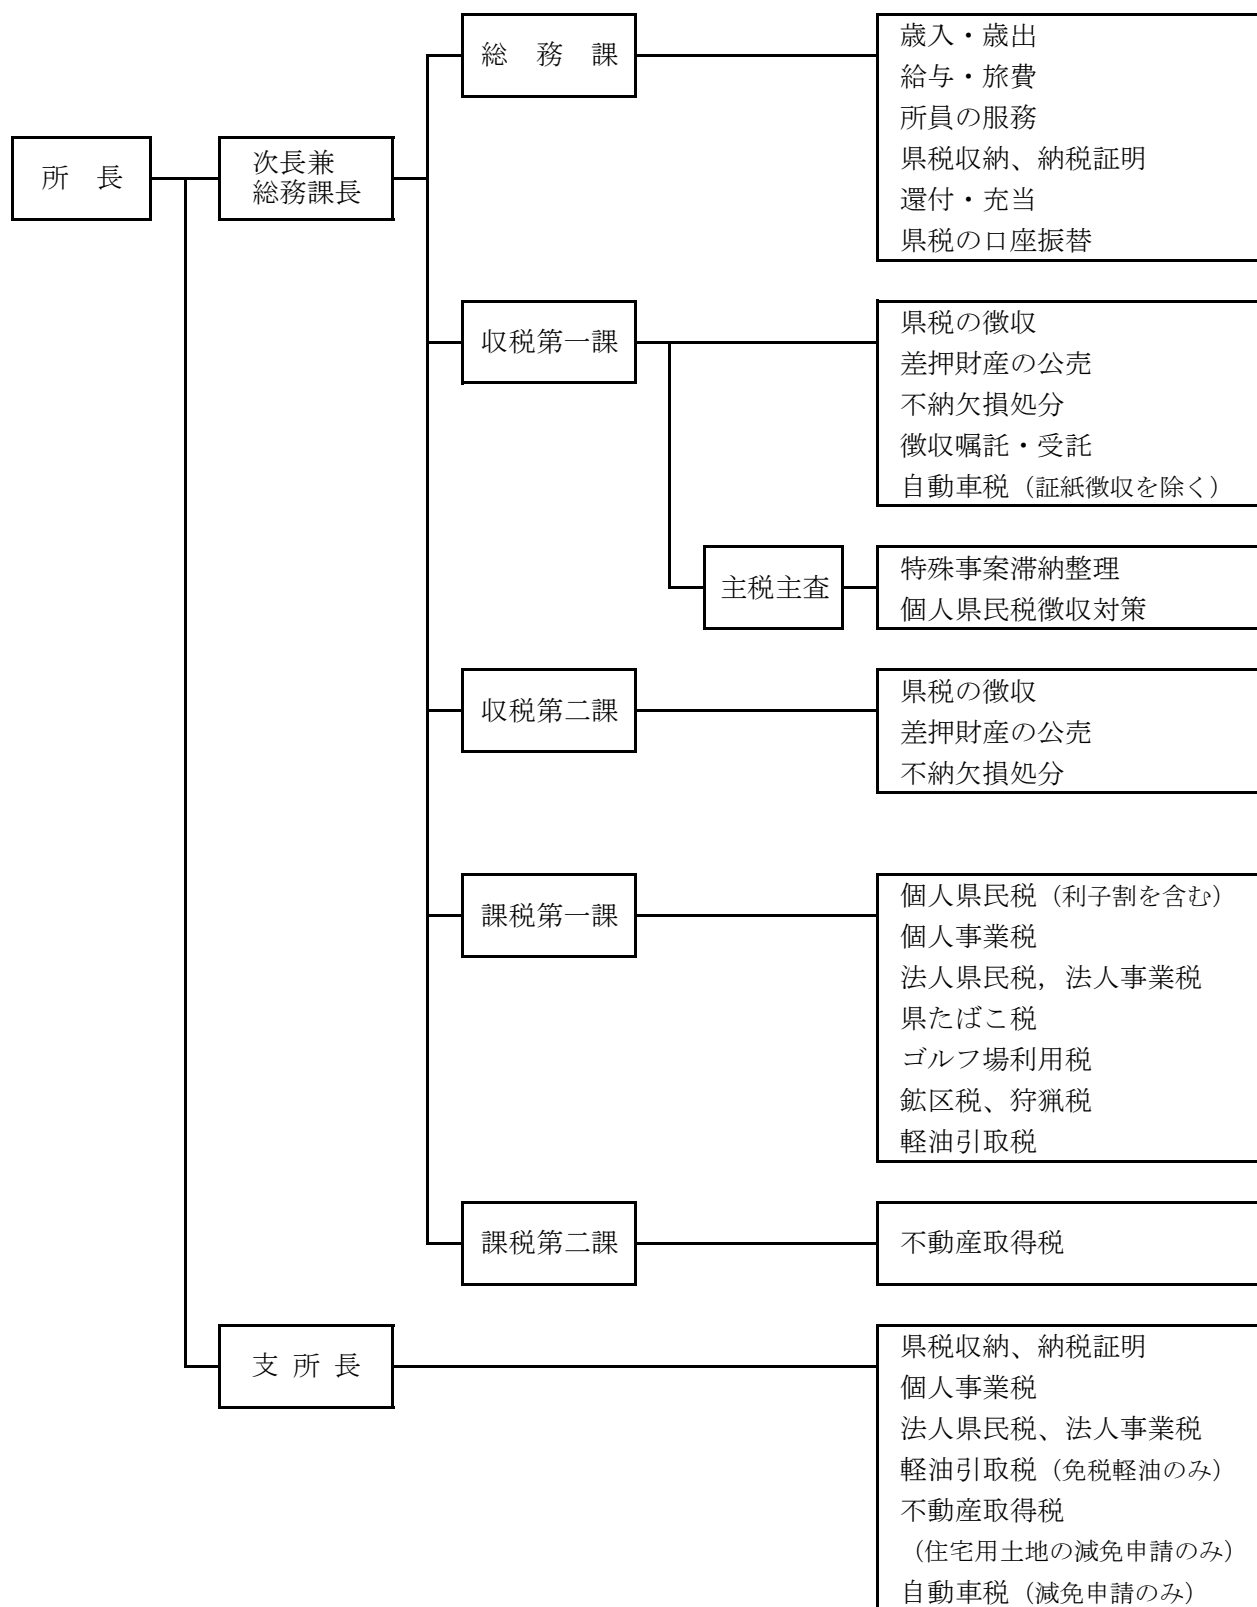 総　務　課
歳入・歳出
給与・旅費
所員の服務
県税収納、納税証明
還付・充当
県税の口座振替
所　長
次長兼
総務課長
収税第一課
県税の徴収
差押財産の公売
不納欠損処分
徴収嘱託・受託
自動車税（証紙徴収を除く）
主税主査
特殊事案滞納整理
個人県民税徴収対策
収税第二課
県税の徴収
差押財産の公売
不納欠損処分
課税第一課
個人県民税（利子割を含む）
個人事業税
法人県民税，法人事業税
県たばこ税
ゴルフ場利用税
鉱区税、狩猟税
軽油引取税
課税第二課
不動産取得税
支 所 長
県税収納、納税証明
個人事業税
法人県民税、法人事業税
軽油引取税（免税軽油のみ）
不動産取得税
（住宅用土地の減免申請のみ）
自動車税（減免申請のみ）